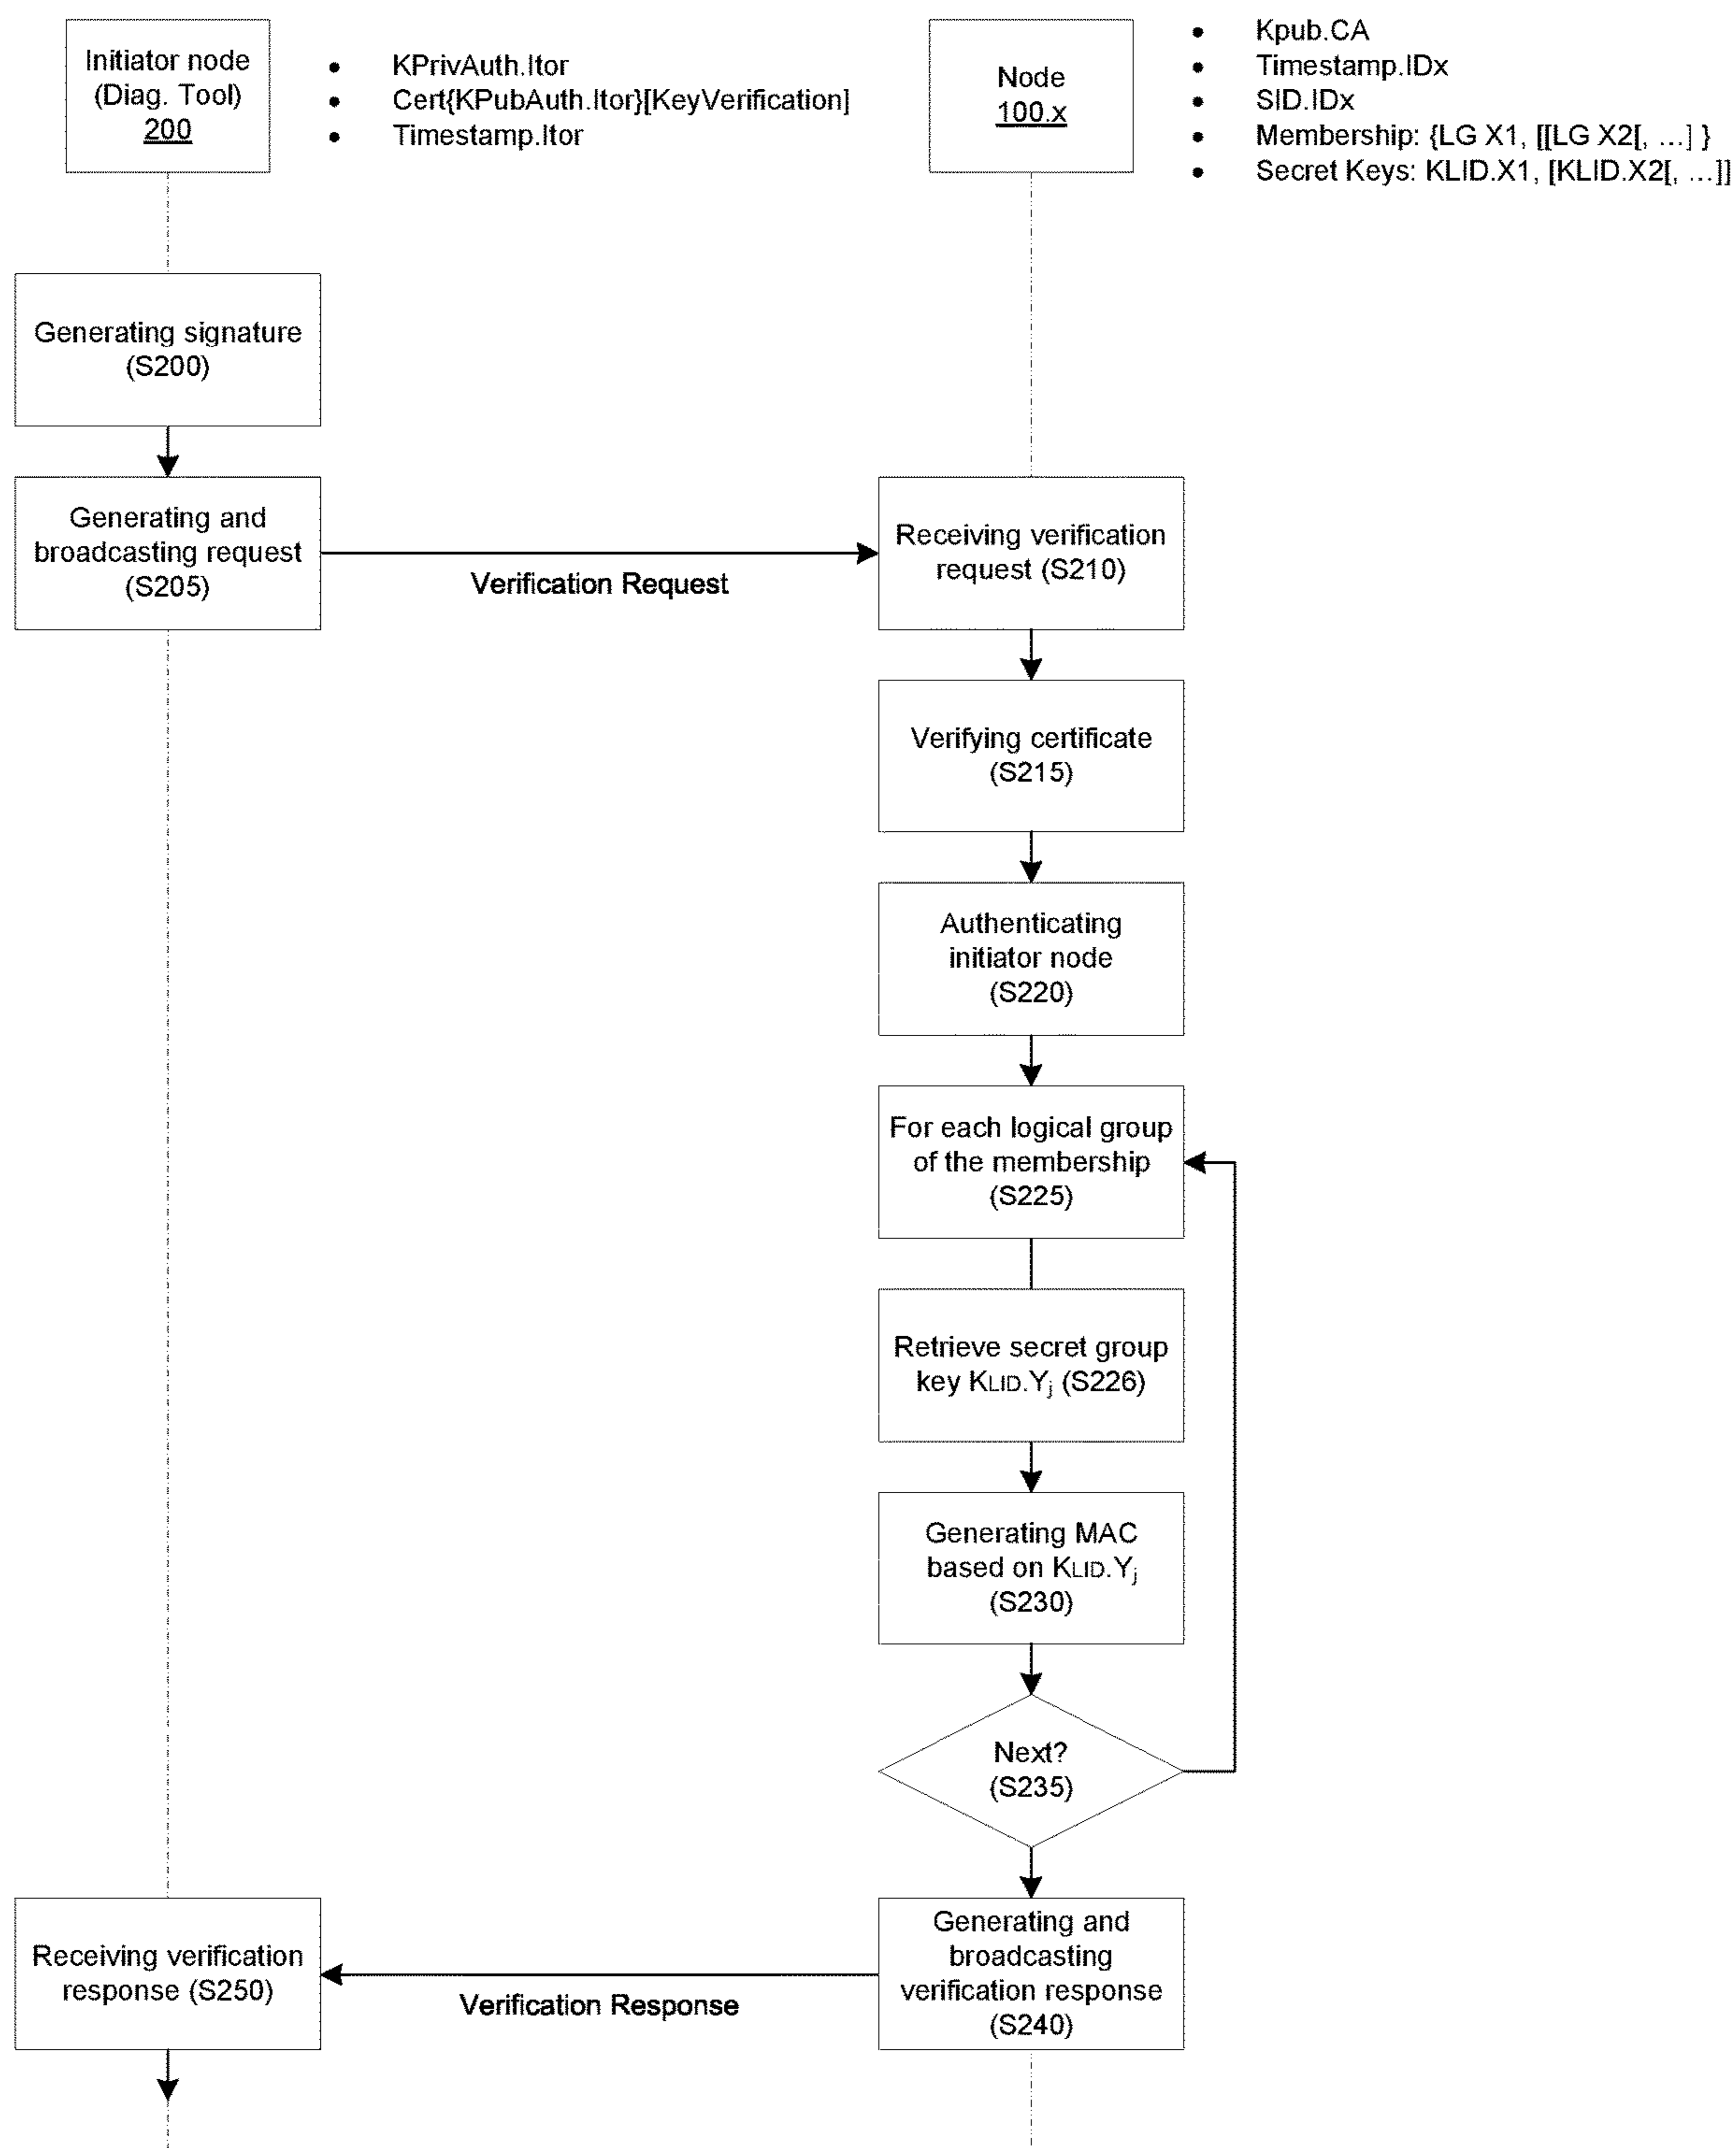 Initiator node
(Diag. Tool)
200
• KPrivAuth.Itor
• Cert{KPubAuth.Itor}[KeyVerification]
• Timestamp.Itor
Node
100.x
• Kpub.CA
• Timestamp.IDx
• SID.IDx
• Membership: {LG X1, [[LG X2[, ...] }
• Secret Keys: KLID.X1, [KLID.X2[, ...]]
Generating signature
(S200)
Generating and
broadcasting request
(S205)
Verification Request
Receiving verification
request (S210)
Verifying certificate
(S215)
Authenticating
initiator node
(S220)
For each logical group
of the membership
(S225)
Retrieve secret group
key KLID.Yj (S226)
Generating MAC
based on KLID.Yj
(S230)
Next?
(S235)
Generating and
broadcasting
verification response
(S240)
Verification Response
Receiving verification
response (S250)